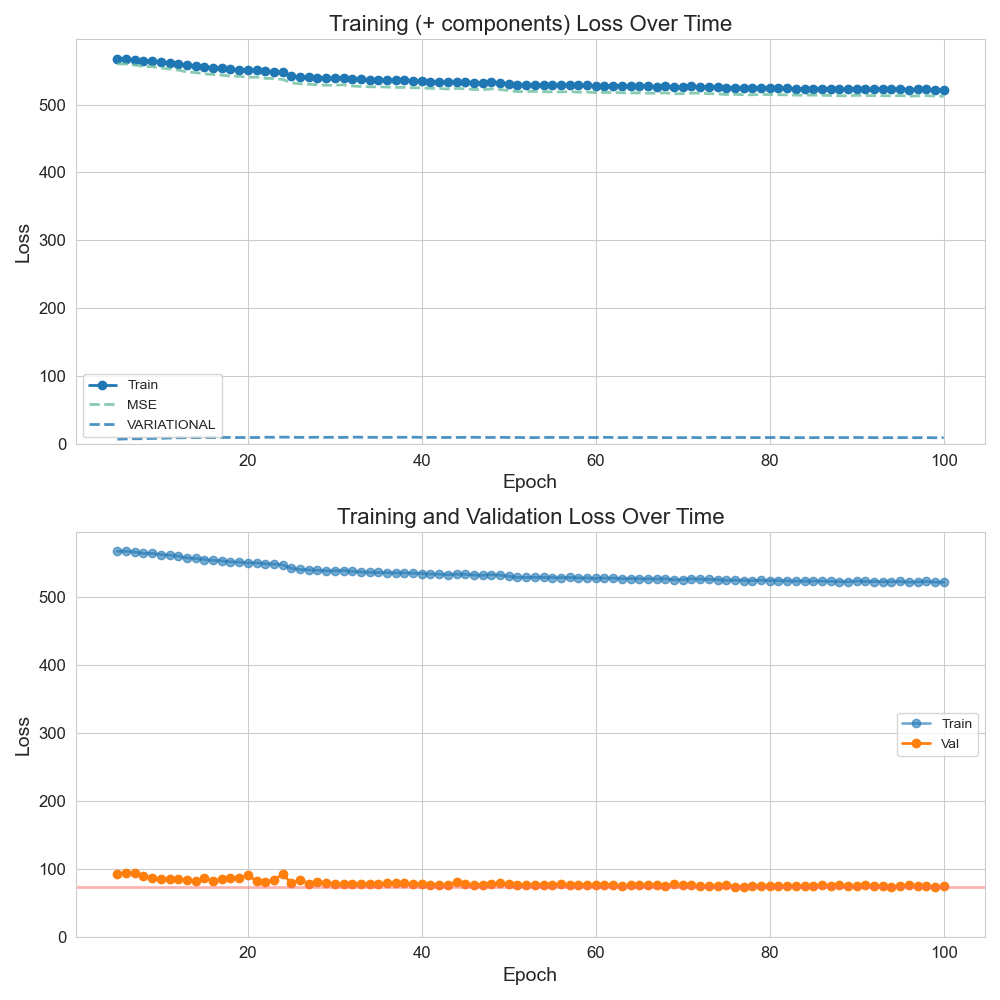 Training (+ components) Loss Over Time
500
400
300
200
100
0
Loss
Train
MSE
VARIATIONAL
20 40 60 80 100
Epoch
Training and Validation Loss Over Time
500
400
300
200
100
0
Loss
Train
Val
20 40 60 80 100
Epoch